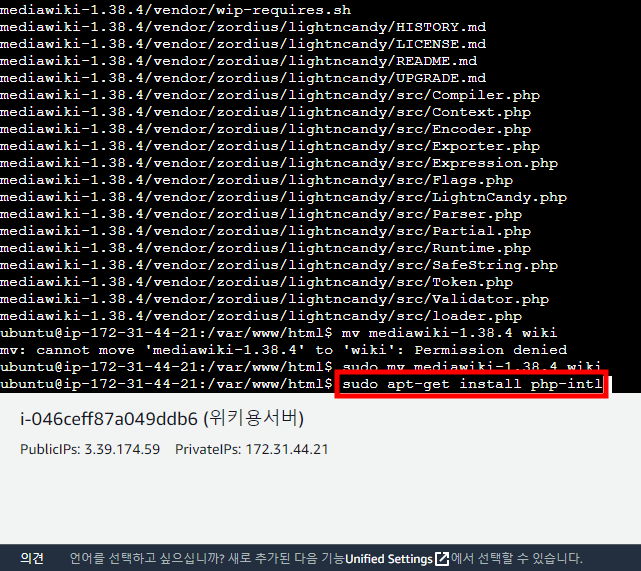 mediawiki-1.38.4/vendor/wip-requires.sh
mediawiki-1.38.4/vendor/zordius/lightncandy/HISTORY.md
mediawiki-1.38.4/vendor/zordius/lightncandy/LICENSE.md
mediawiki-1.38.4/vendor/zordius/lightncandy/README.md
mediawiki-1.38.4/vendor/zordius/lightncandy/UPGRADE.md
mediawiki-1.38.4/vendor/zordius/lightncandy/src/Compiler.php
mediawiki-1.38.4/vendor/zordius/lightncandy/src/Context.php
mediawiki-1.38.4/vendor/zordius/lightncandy/src/Encoder.php
mediawiki-1.38.4/vendor/zordius/lightncandy/src/Exporter.php
mediawiki-1.38.4/vendor/zordius/lightncandy/src/Expression.php
mediawiki-1.38.4/vendor/zordius/lightncandy/src/Flags.php
mediawiki-1.38.4/vendor/zordius/lightncandy/src/LightnCandy.php
mediawiki-1.38.4/vendor/zordius/lightncandy/src/Parser.php
mediawiki-1.38.4/vendor/zordius/lightncandy/src/Partial.php
mediawiki-1.38.4/vendor/zordius/lightncandy/src/Runtime.php
mediawiki-1.38.4/vendor/zordius/lightncandy/src/SafeString.php
mediawiki-1.38.4/vendor/zordius/lightncandy/src/Token.php
mediawiki-1.38.4/vendor/zordius/lightncandy/src/Validator.php
mediawiki-1.38.4/vendor/zordius/lightncandy/src/loader.php
ubuntu@ip-172-31-44-21:/var/www/html$ mv mediawiki-1.38.4 wiki
mv: cannot move 'mediawiki-1.38.4' to 'wiki': Permission denied
ubuntu@ip-172-31-44-21:/var/www/html$ sudo mv mediawiki-1.38.4 wiki
ubuntu@ip-172-31-44-21:/var/www/html$ sudo apt-get install php-intl
i-046ceff87a049ddb6 (위키용서버)
PublicIPs: 3.39.174.59 PrivateIPs: 172.31.44.21
의견 언어를 선택하고 싶으십니까? 새로 추가된 다음 기능Unified Settings에서 선택할 수 있습니다.